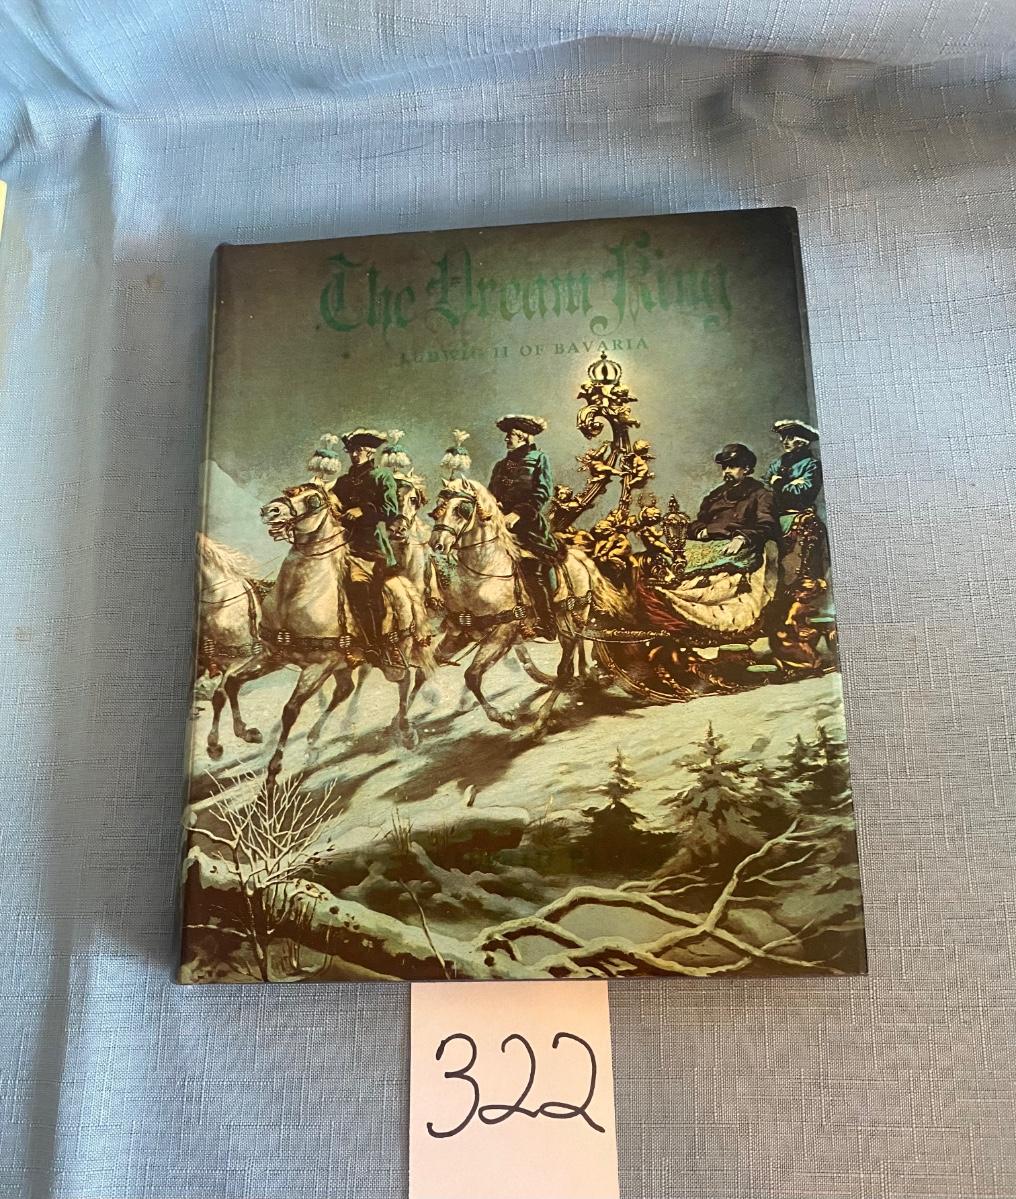 The Dream King
LUDWIG II OF BAVARIA
322